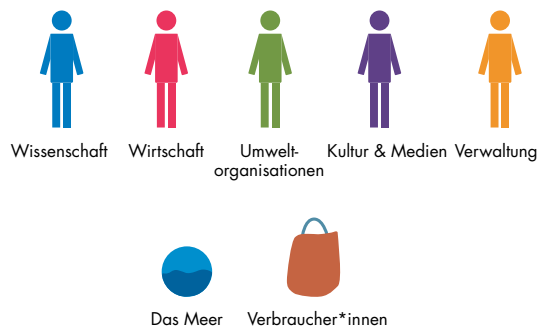 Wissenschaft Wirtschaft Umwelt- Kultur & Medien Verwaltung
organisationen
Das Meer Verbraucher*innen